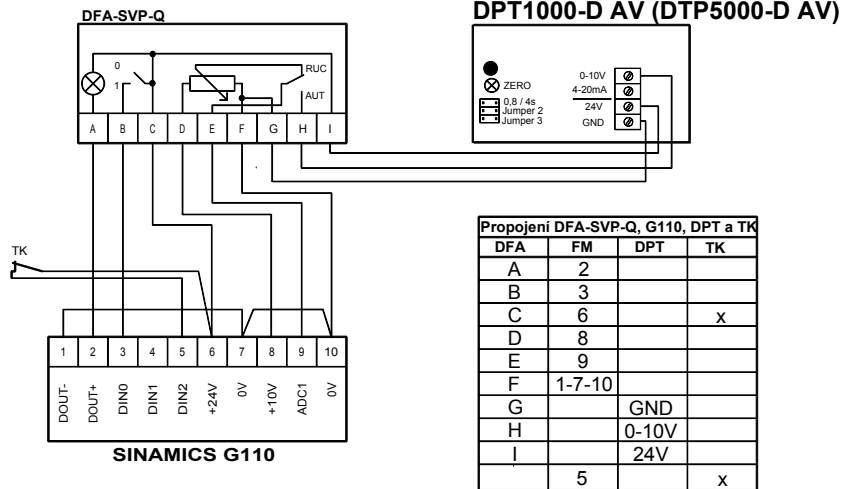 DFA-SVP-Q
0
1
RUC
AUT
A B C D E F G H I
DPT1000-D AV (DTP5000-D AV)
ZERO
0,8 / 4s
Jumper 2
Jumper 3
0-10V
4-20mA
24V
GND
TK
1 2 3 4 5 6 7 8 9 10
DOUT- DOUT+ DIN0 DIN1 DIN2 +24V 0V +10V ADC1 0V
SINAMICS G110
Propojení DFA-SVP-Q, G110, DPT a TK
DFA FM DPT TK
A 2
B 3
C 6 x
D 8
E 9
F 1-7-10
G GND
H 0-10V
I 24V
5 x